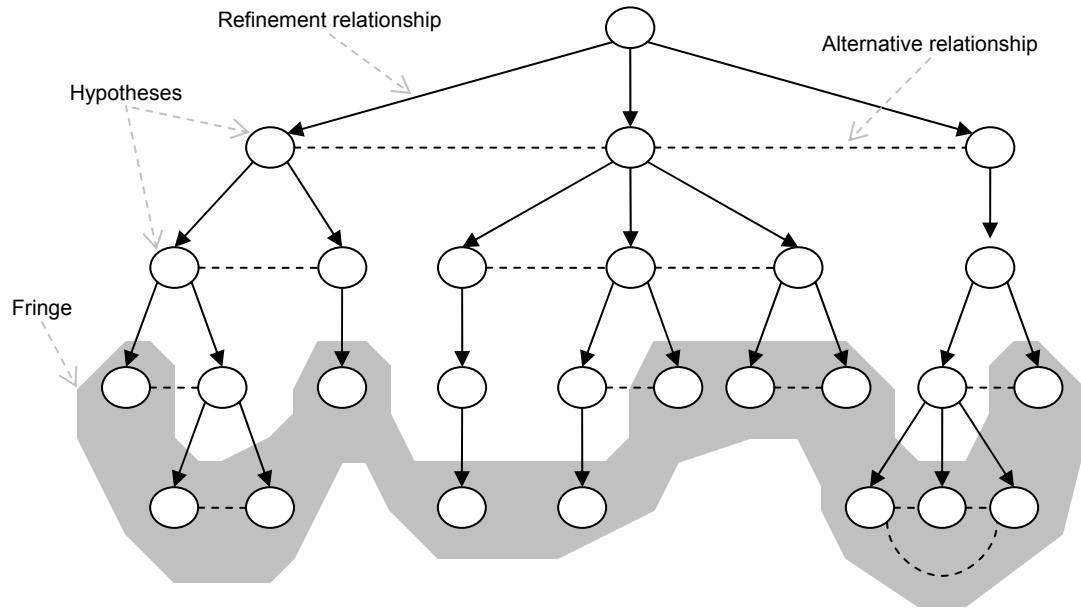 Refinement relationship
Alternative relationship
Hypotheses
Fringe